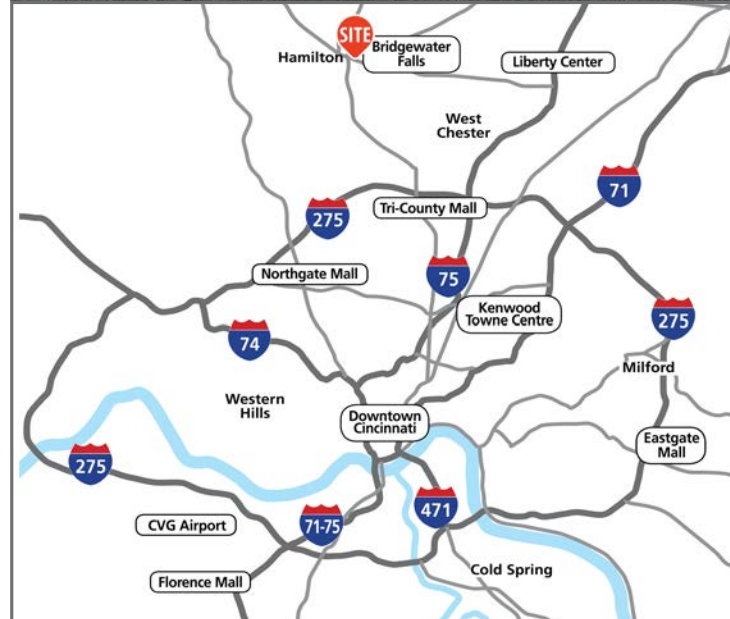 SITE
Hamilton
Bridgewater
Falls
Liberty Center
West
Chester
71
275
Tri-County Mall
Northgate Mall
75
Kenwood
Towne Centre
275
74
Milford
Western
Hills
Downtown
Cincinnati
Eastgate
Mall
275
471
CVG Airport
71-75
Cold Spring
Florence Mall